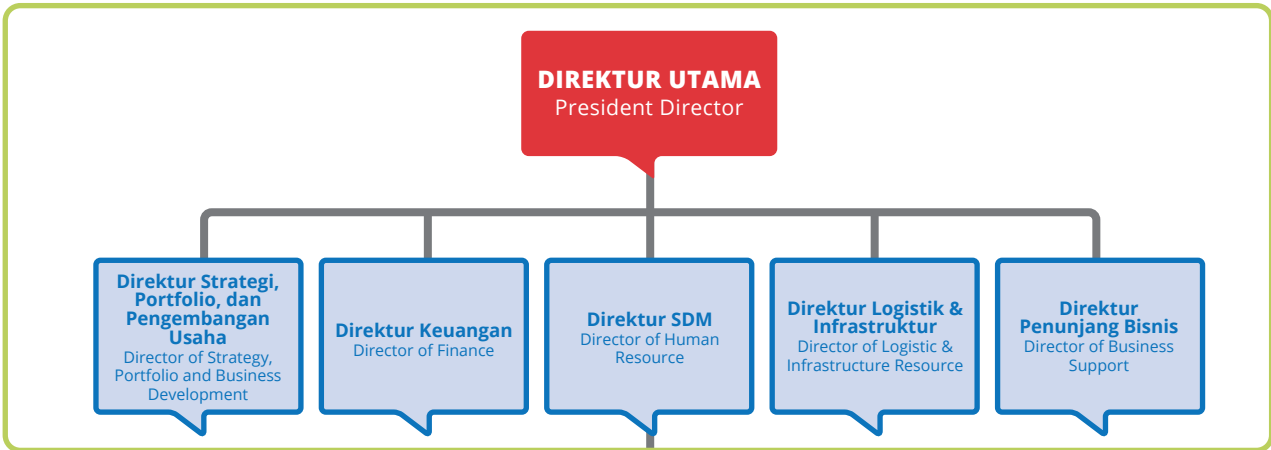 DIREKTUR UTAMA
President Director
Direktur Strategi,
Portfolio, dan
Pengembangan
Usaha
Director of Strategy,
Portfolio and Business
Development
Direktur Keuangan
Director of Finance
Direktur SDM
Director of Human
Resource
Direktur Logistik &
Infrastruktur
Director of Logistic &
Infrastructure Resource
Direktur
Penunjang Bisnis
Director of Business
Support